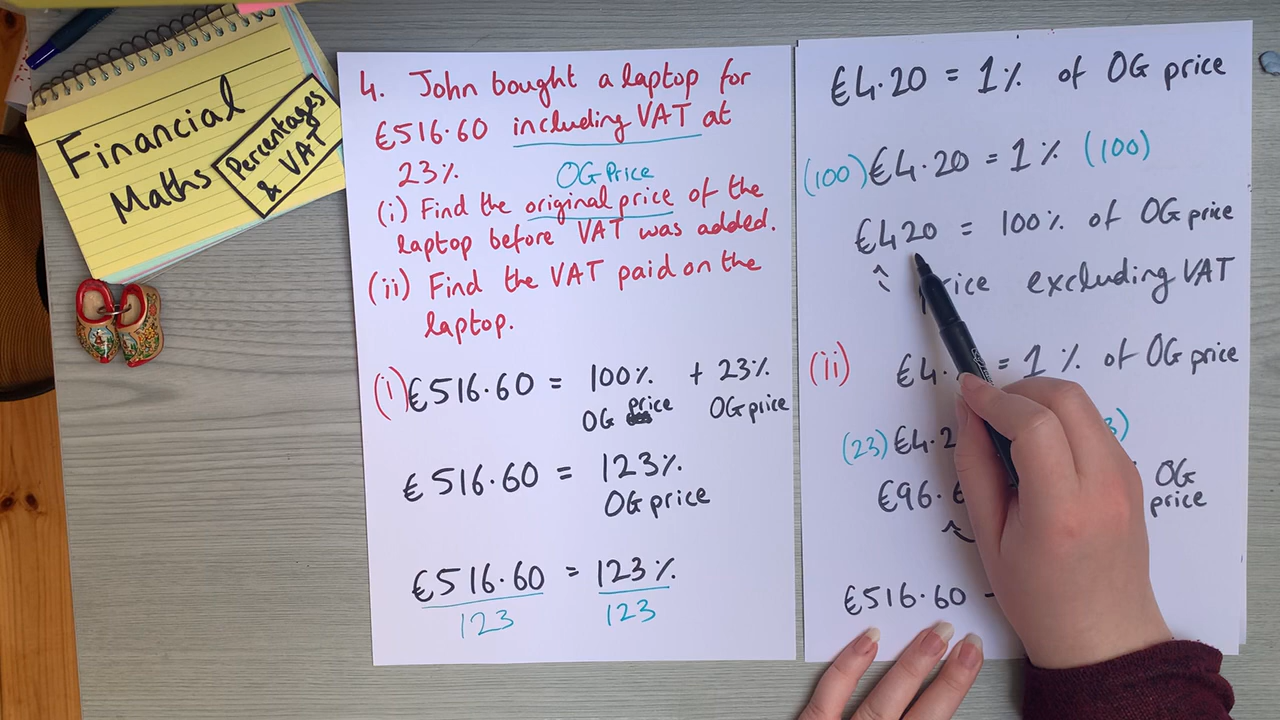 Financial
Maths
Percentages
& VAT
4. John bought a laptop for
€516.60 including VAT at
23%. OG Price
(i) Find the original price of the
laptop before VAT was added.
(ii) Find the VAT paid on the
laptop.
(i) €516.60 = 100% + 23%
OG price OG price
€516.60 = 123%
OG price
€516.60 = 123%
123 123
€4.20 = 1% of OG price
(100) €4.20 = 1% (100)
€420 = 100% of OG price
excluding VAT
(ii) €4. = 1% of OG price
(23) €4.2
€96. OG
price
€516.60 -